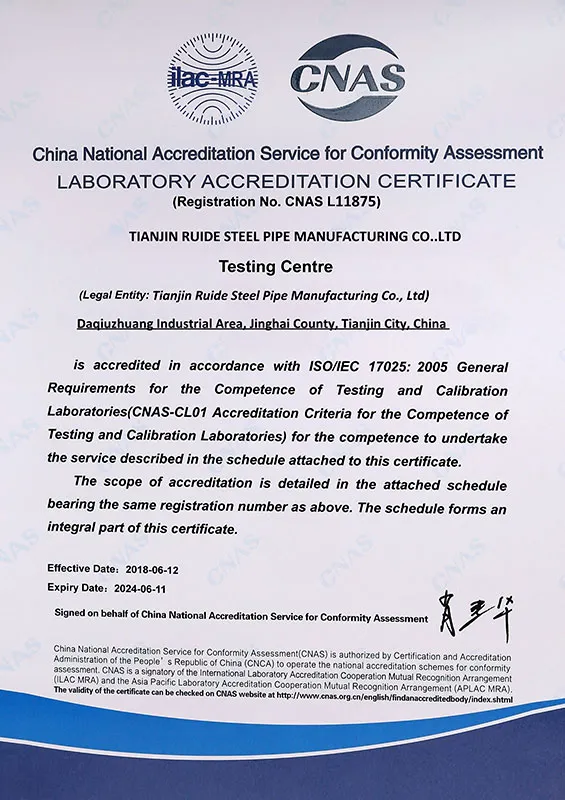 ilac-MRA
CNAS
China National Accreditation Service for Conformity Assessment
LABORATORY ACCREDITATION CERTIFICATE
(Registration No. CNAS L11875)
TIANJIN RUIDE STEEL PIPE MANUFACTURING CO..LTD
Testing Centre
(Legal Entity: Tianjin Ruide Steel Pipe Manufacturing Co., Ltd)
Daqiuzhuang Industrial Area, Jinghai County, Tianjin City, China
is accredited in accordance with ISO/IEC 17025: 2005 General
Requirements for the Competence of Testing and Calibration
Laboratories(CNAS-CL01 Accreditation Criteria for the Competence of
Testing and Calibration Laboratories) for the competence to undertake
the service described in the schedule attached to this certificate.
The scope of accreditation is detailed in the attached schedule
bearing the same registration number as above. The schedule forms an
integral part of this certificate.
Effective Date: 2018-06-12
Expiry Date: 2024-06-11
Signed on behalf of China National Accreditation Service for Conformity Assessment
China National Accreditation Service for Conformity Assessment(CNAS) is authorized by Certification and Accreditation
Administration of the People's Republic of China (CNCA) to operate the national accreditation schemes for conformity
assessment. CNAS is a signatory of the International Laboratory Accreditation Cooperation Mutual Recognition Arrangement
(ILAC MRA) and the Asia Pacific Laboratory Accreditation Cooperation Mutual Recognition Arrangement (APLAC MRA).
The validity of the certificate can be checked on CNAS website at http://www.cnas.org.cn/english/findanaccreditedbody/index.shtml